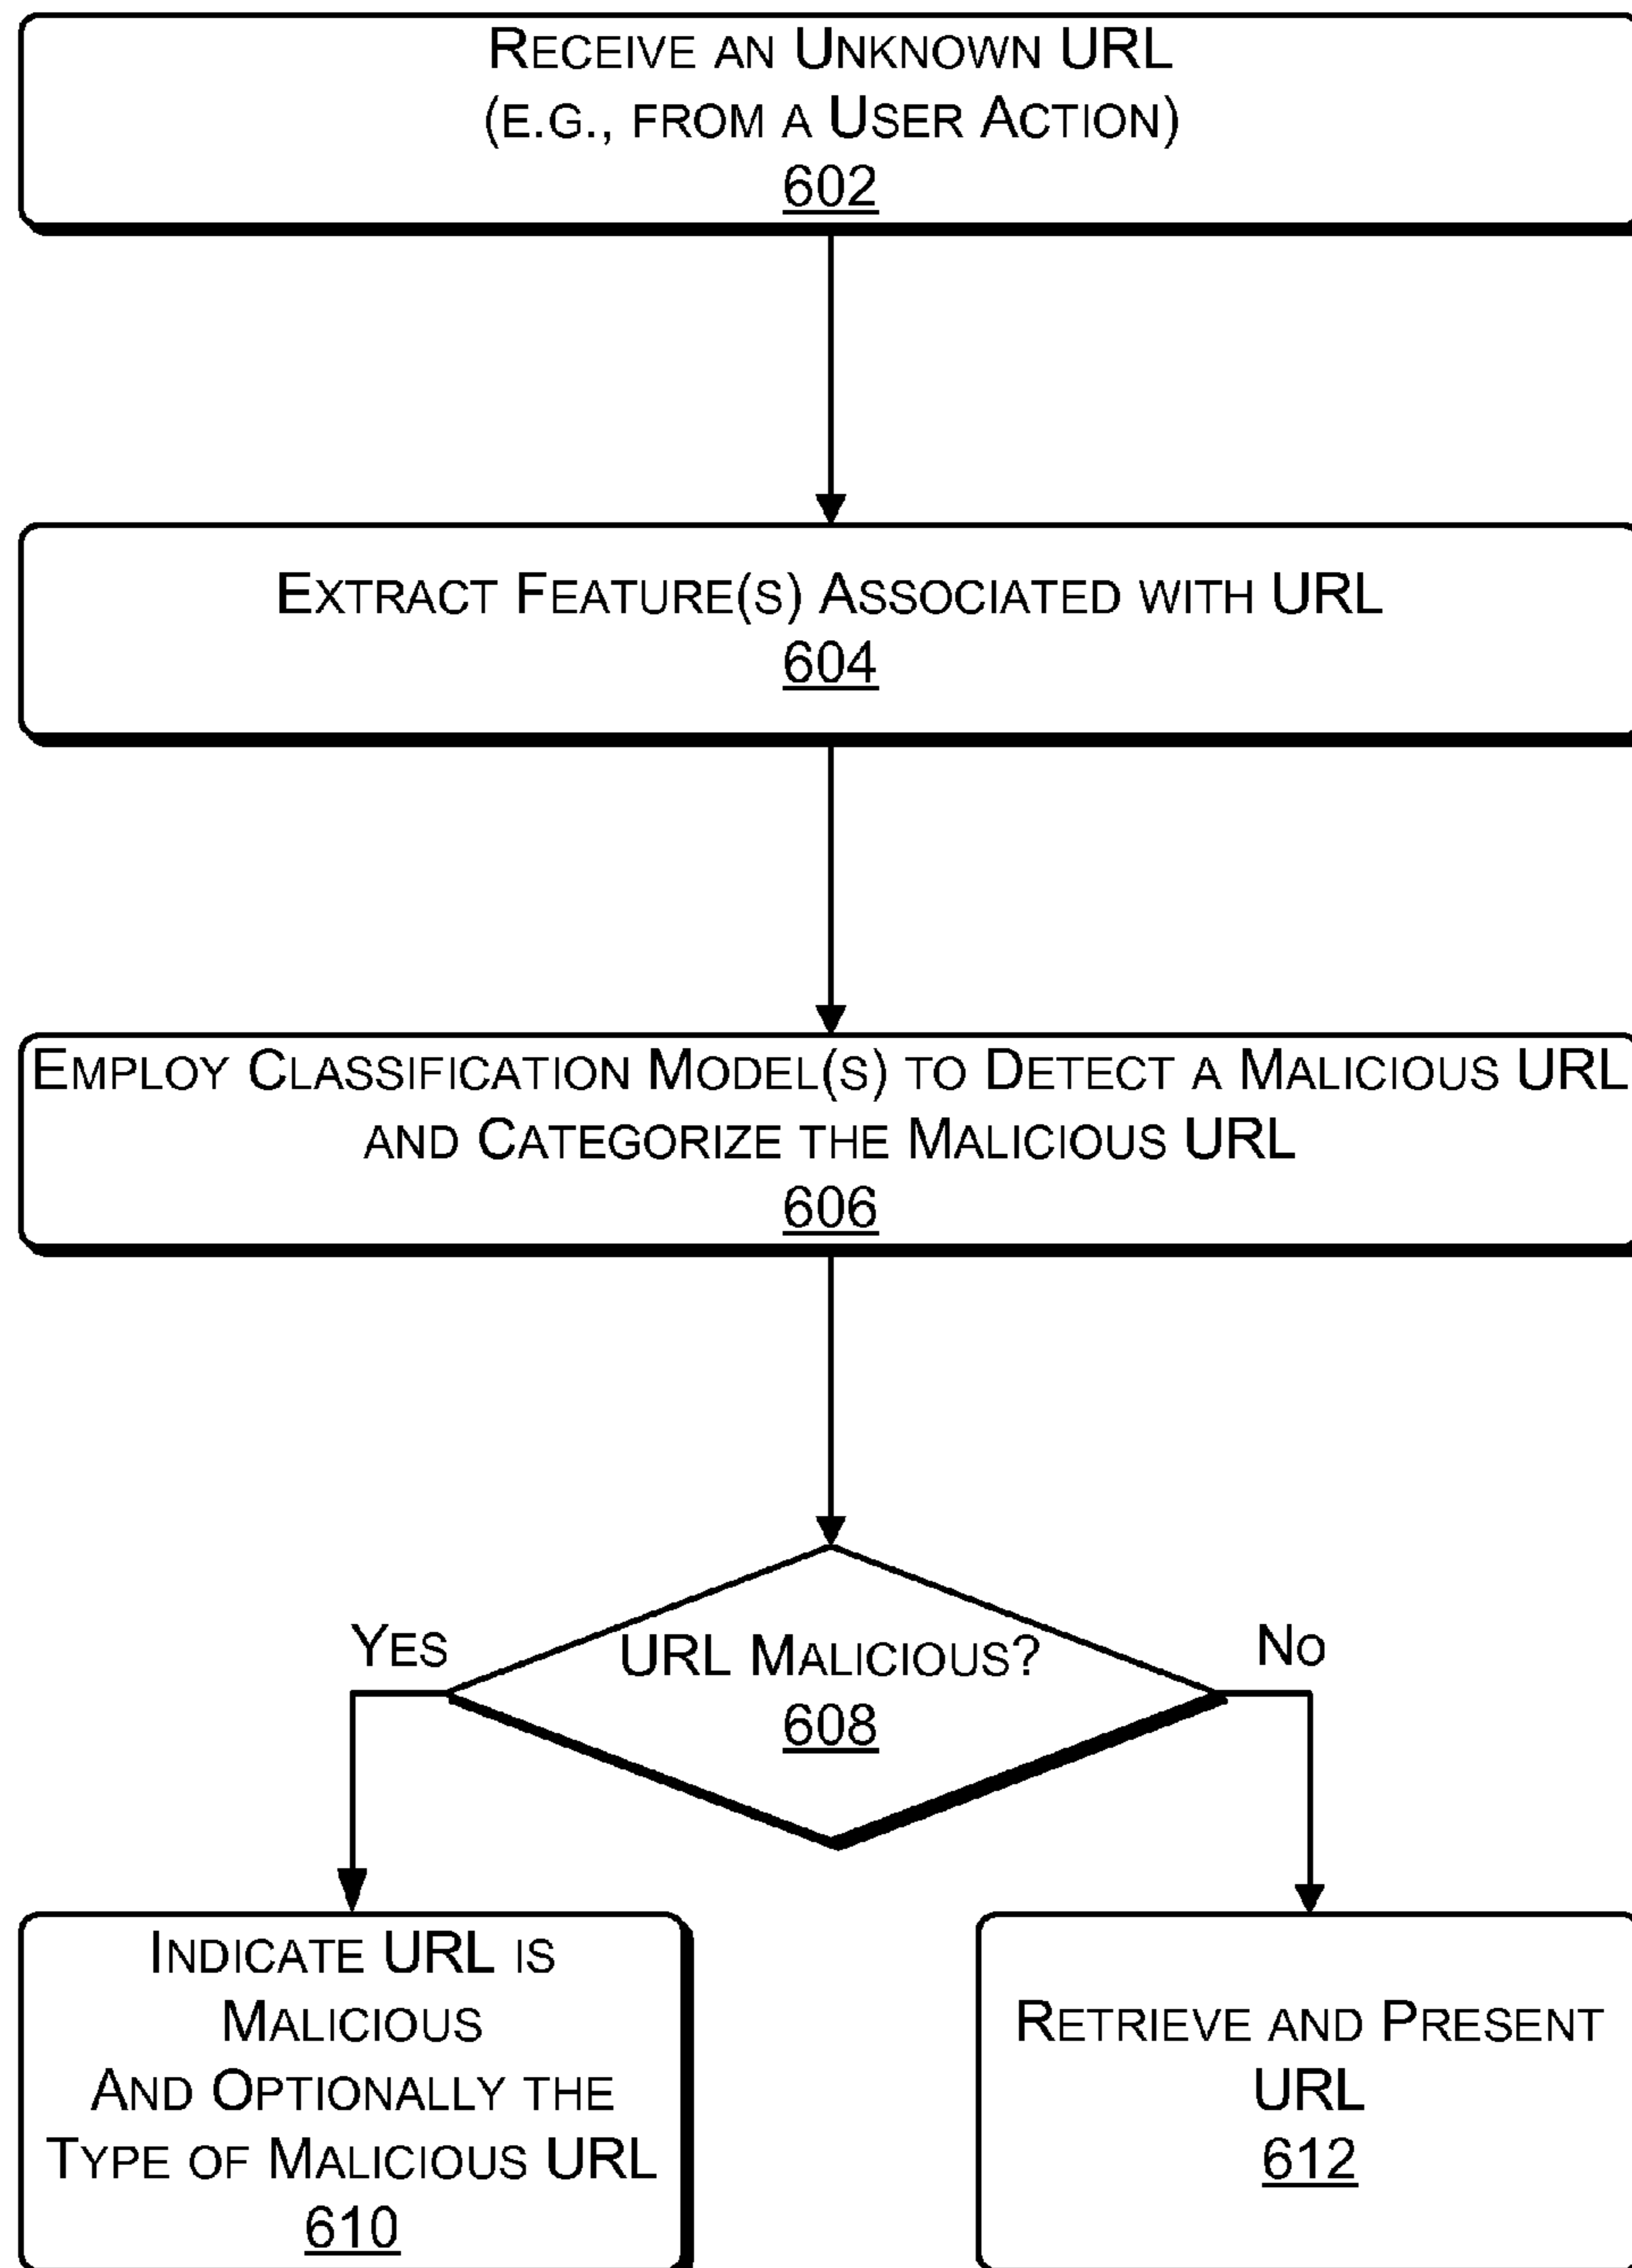 Receive an Unknown URL
(e.g., from a User Action)
602
Extract Feature(s) Associated with URL
604
Employ Classification Model(s) to Detect a Malicious URL
and Categorize the Malicious URL
606
Yes
URL Malicious?
No
608
Indicate URL is
Malicious
And Optionally the
Type of Malicious URL
610
Retrieve and Present
URL
612